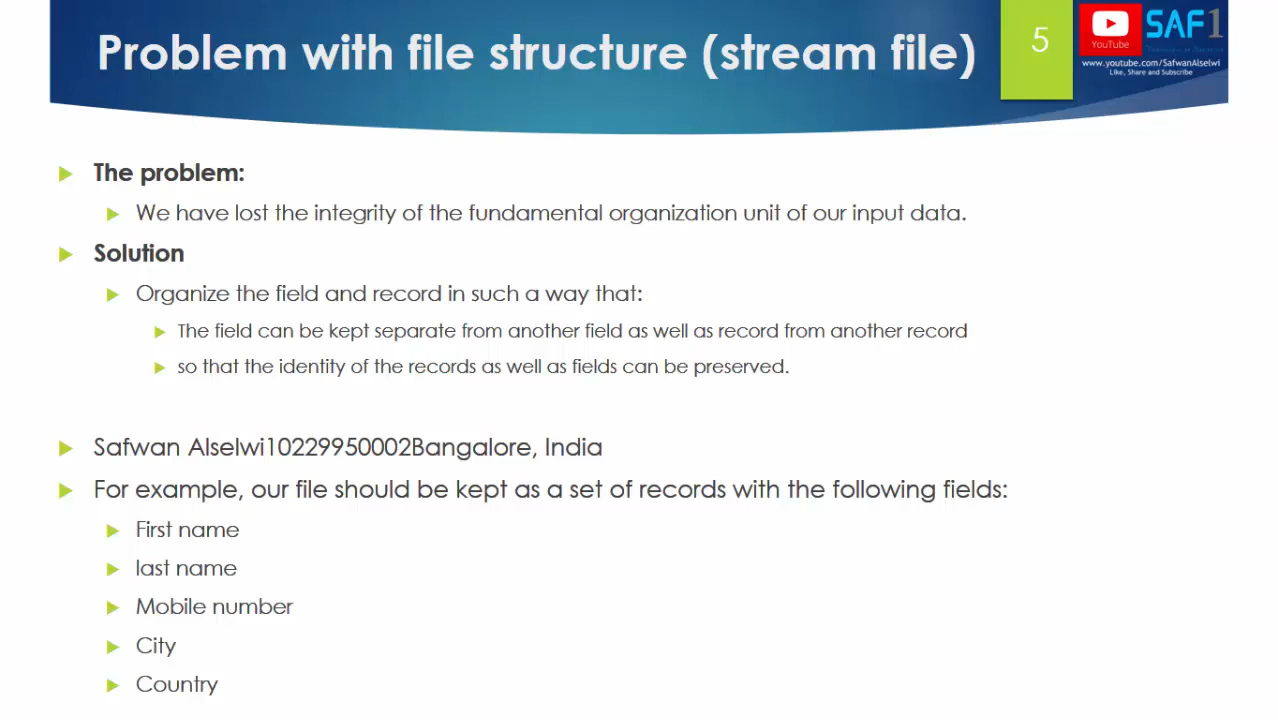 Problem with file structure (stream file)
5
YouTube
SAF1
www.youtube.com/SafwanAlselwi
Like, Share and Subscribe
The problem:
We have lost the integrity of the fundamental organization unit of our input data.
Solution
Organize the field and record in such a way that:
The field can be kept separate from another field as well as record from another record
so that the identity of the records as well as fields can be preserved.
Safwan Alselwi10229950002Bangalore, India
For example, our file should be kept as a set of records with the following fields:
First name
last name
Mobile number
City
Country